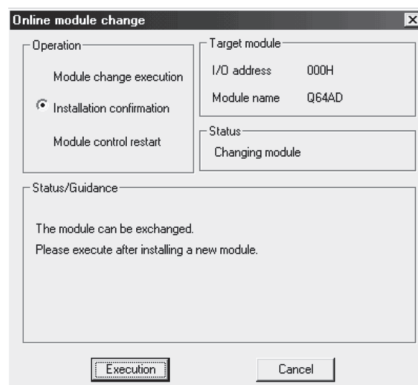 Online module change
Operation
Module change execution
Installation confirmation
Module control restart
Target module
I/O address 000H
Module name Q64AD
Status
Changing module
Status/Guidance
The module can be exchanged.
Please execute after installing a new module.
Execution
Cancel